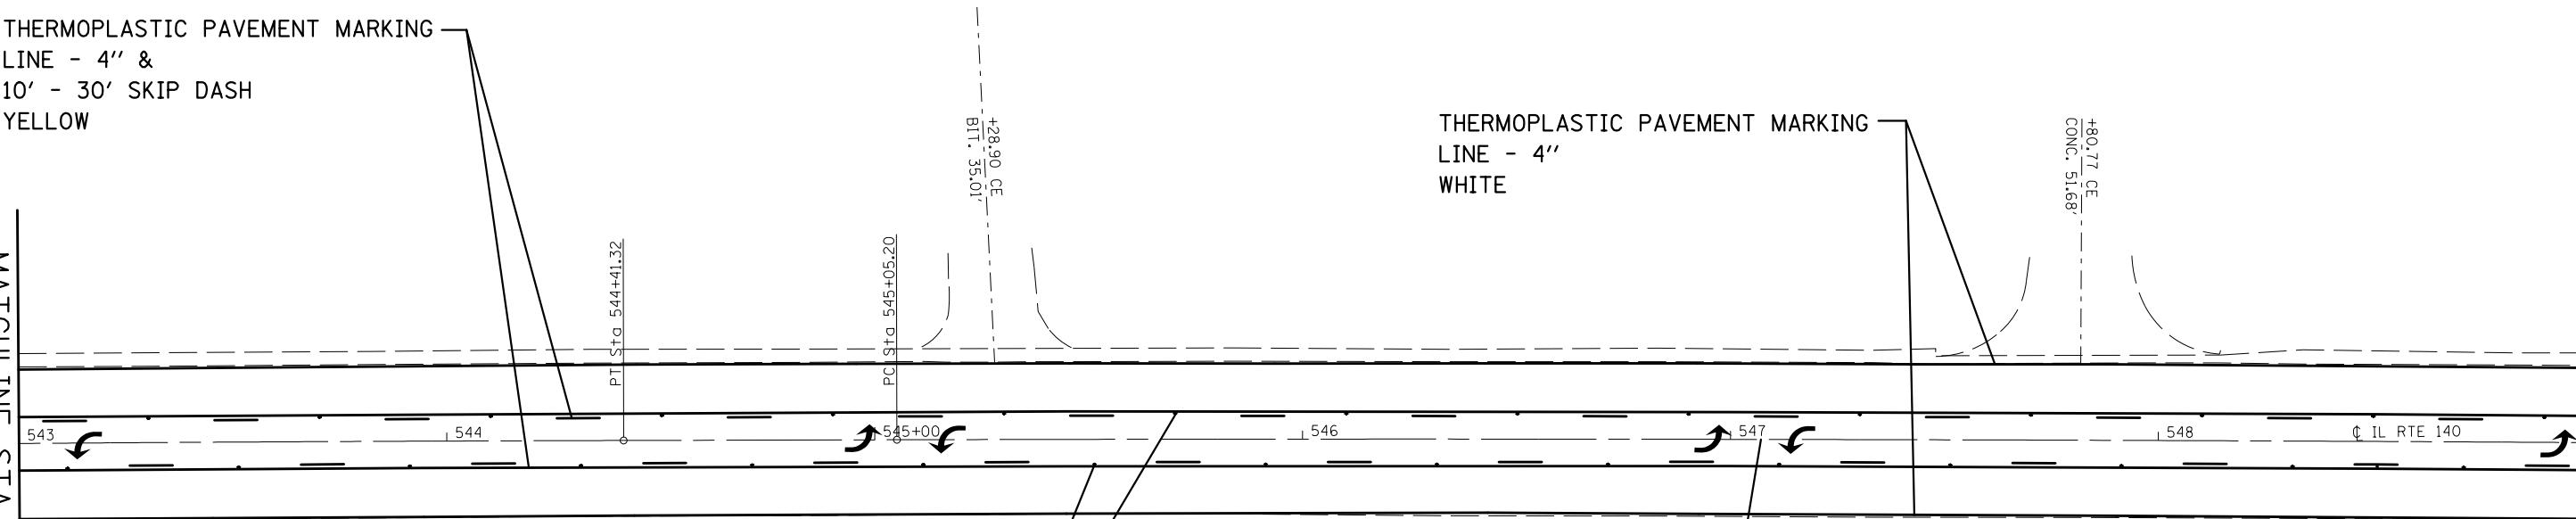 THERMOPLASTIC PAVEMENT MARKING
LINE - 4" &
10' - 30' SKIP DASH
YELLOW
THERMOPLASTIC PAVEMENT MARKING
LINE - 4"
WHITE
+28.90 CE
BIT. 35.01'
+80.77 CE
CONC. 51.68'
PT Sta 544+41.32
PC Sta 545+05.20
543
544
545+00
546
547
548
℄ IL RTE 140